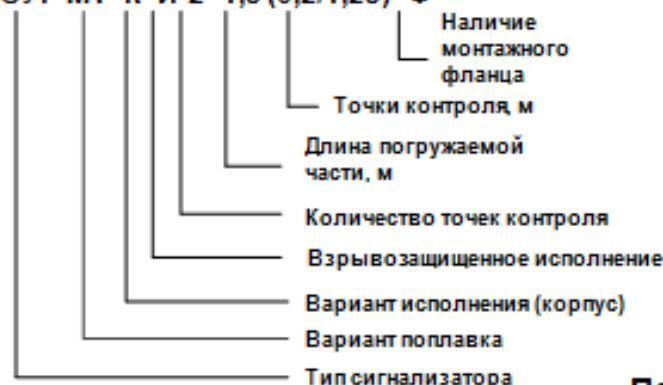 Наличие
монтажного
фланца
Точки контроля, м
Длина погружаемой
части, м
Количество точек контроля
Взрывозащищенное исполнение
Вариант исполнения (корпус)
Вариант поплавка
Тип сигнализатора